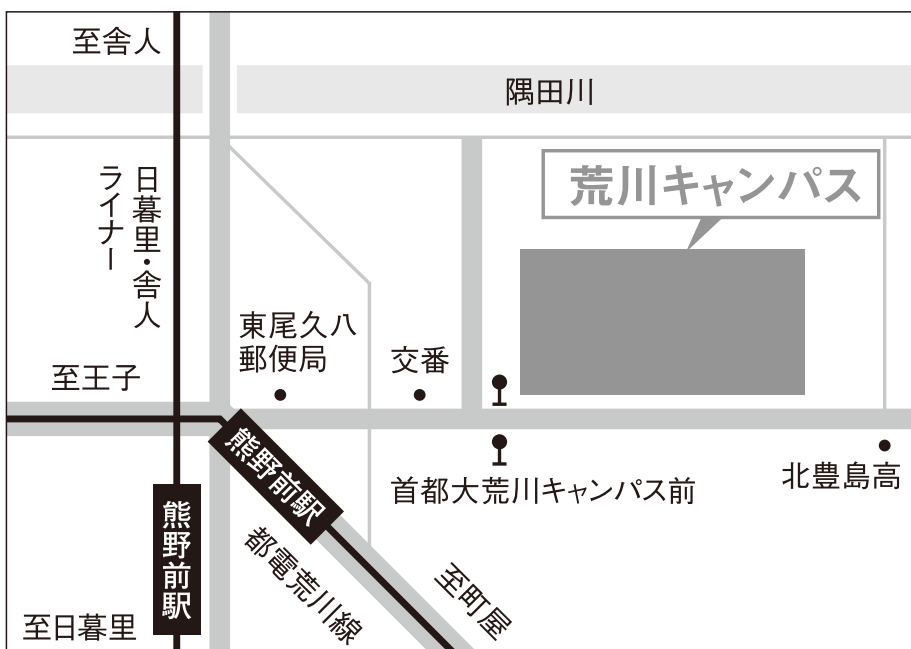 至舎人
隅田川
荒川キャンパス
日暮里・舎人
ライナー
東尾久八
郵便局
交番
至王子
熊野前駅
首都大荒川キャンパス前
北豊島高
熊野前駅
都電荒川線
至町屋
至日暮里